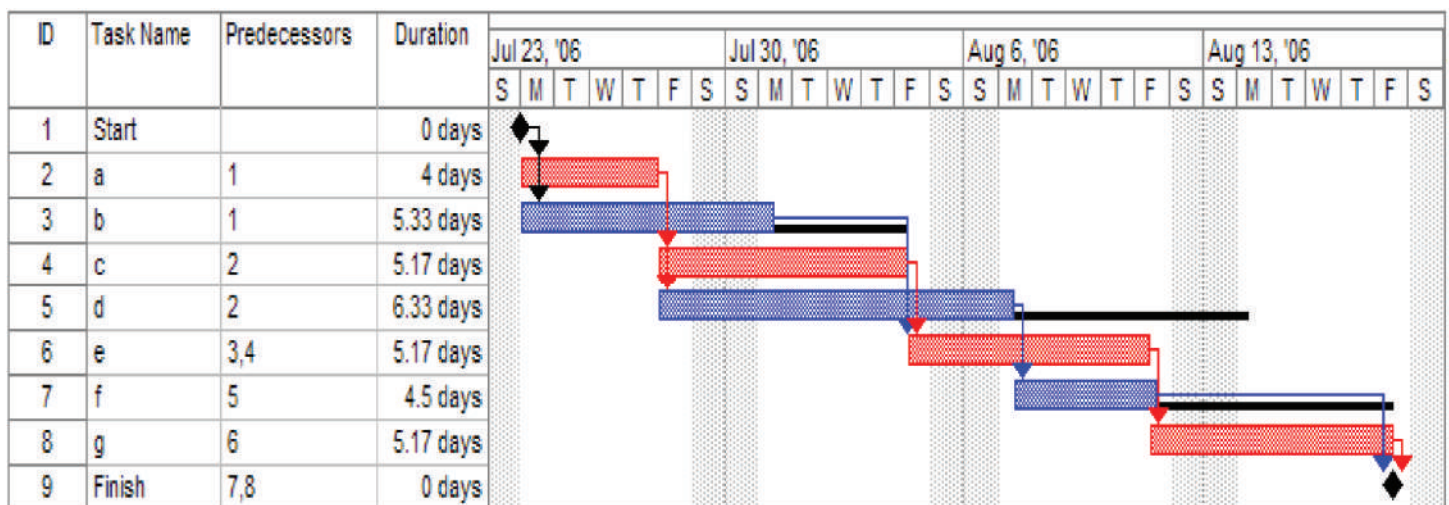 ID Task Name Predecessors Duration
Jul 23, '06 Jul 30, '06 Aug 6, '06 Aug 13, '06
S M T W T F S S M T W T F S S M T W T F S S M T W T F S
1 Start 0 days
2 a 1 4 days
3 b 1 5.33 days
4 c 2 5.17 days
5 d 2 6.33 days
6 e 3,4 5.17 days
7 f 5 4.5 days
8 g 6 5.17 days
9 Finish 7,8 0 days